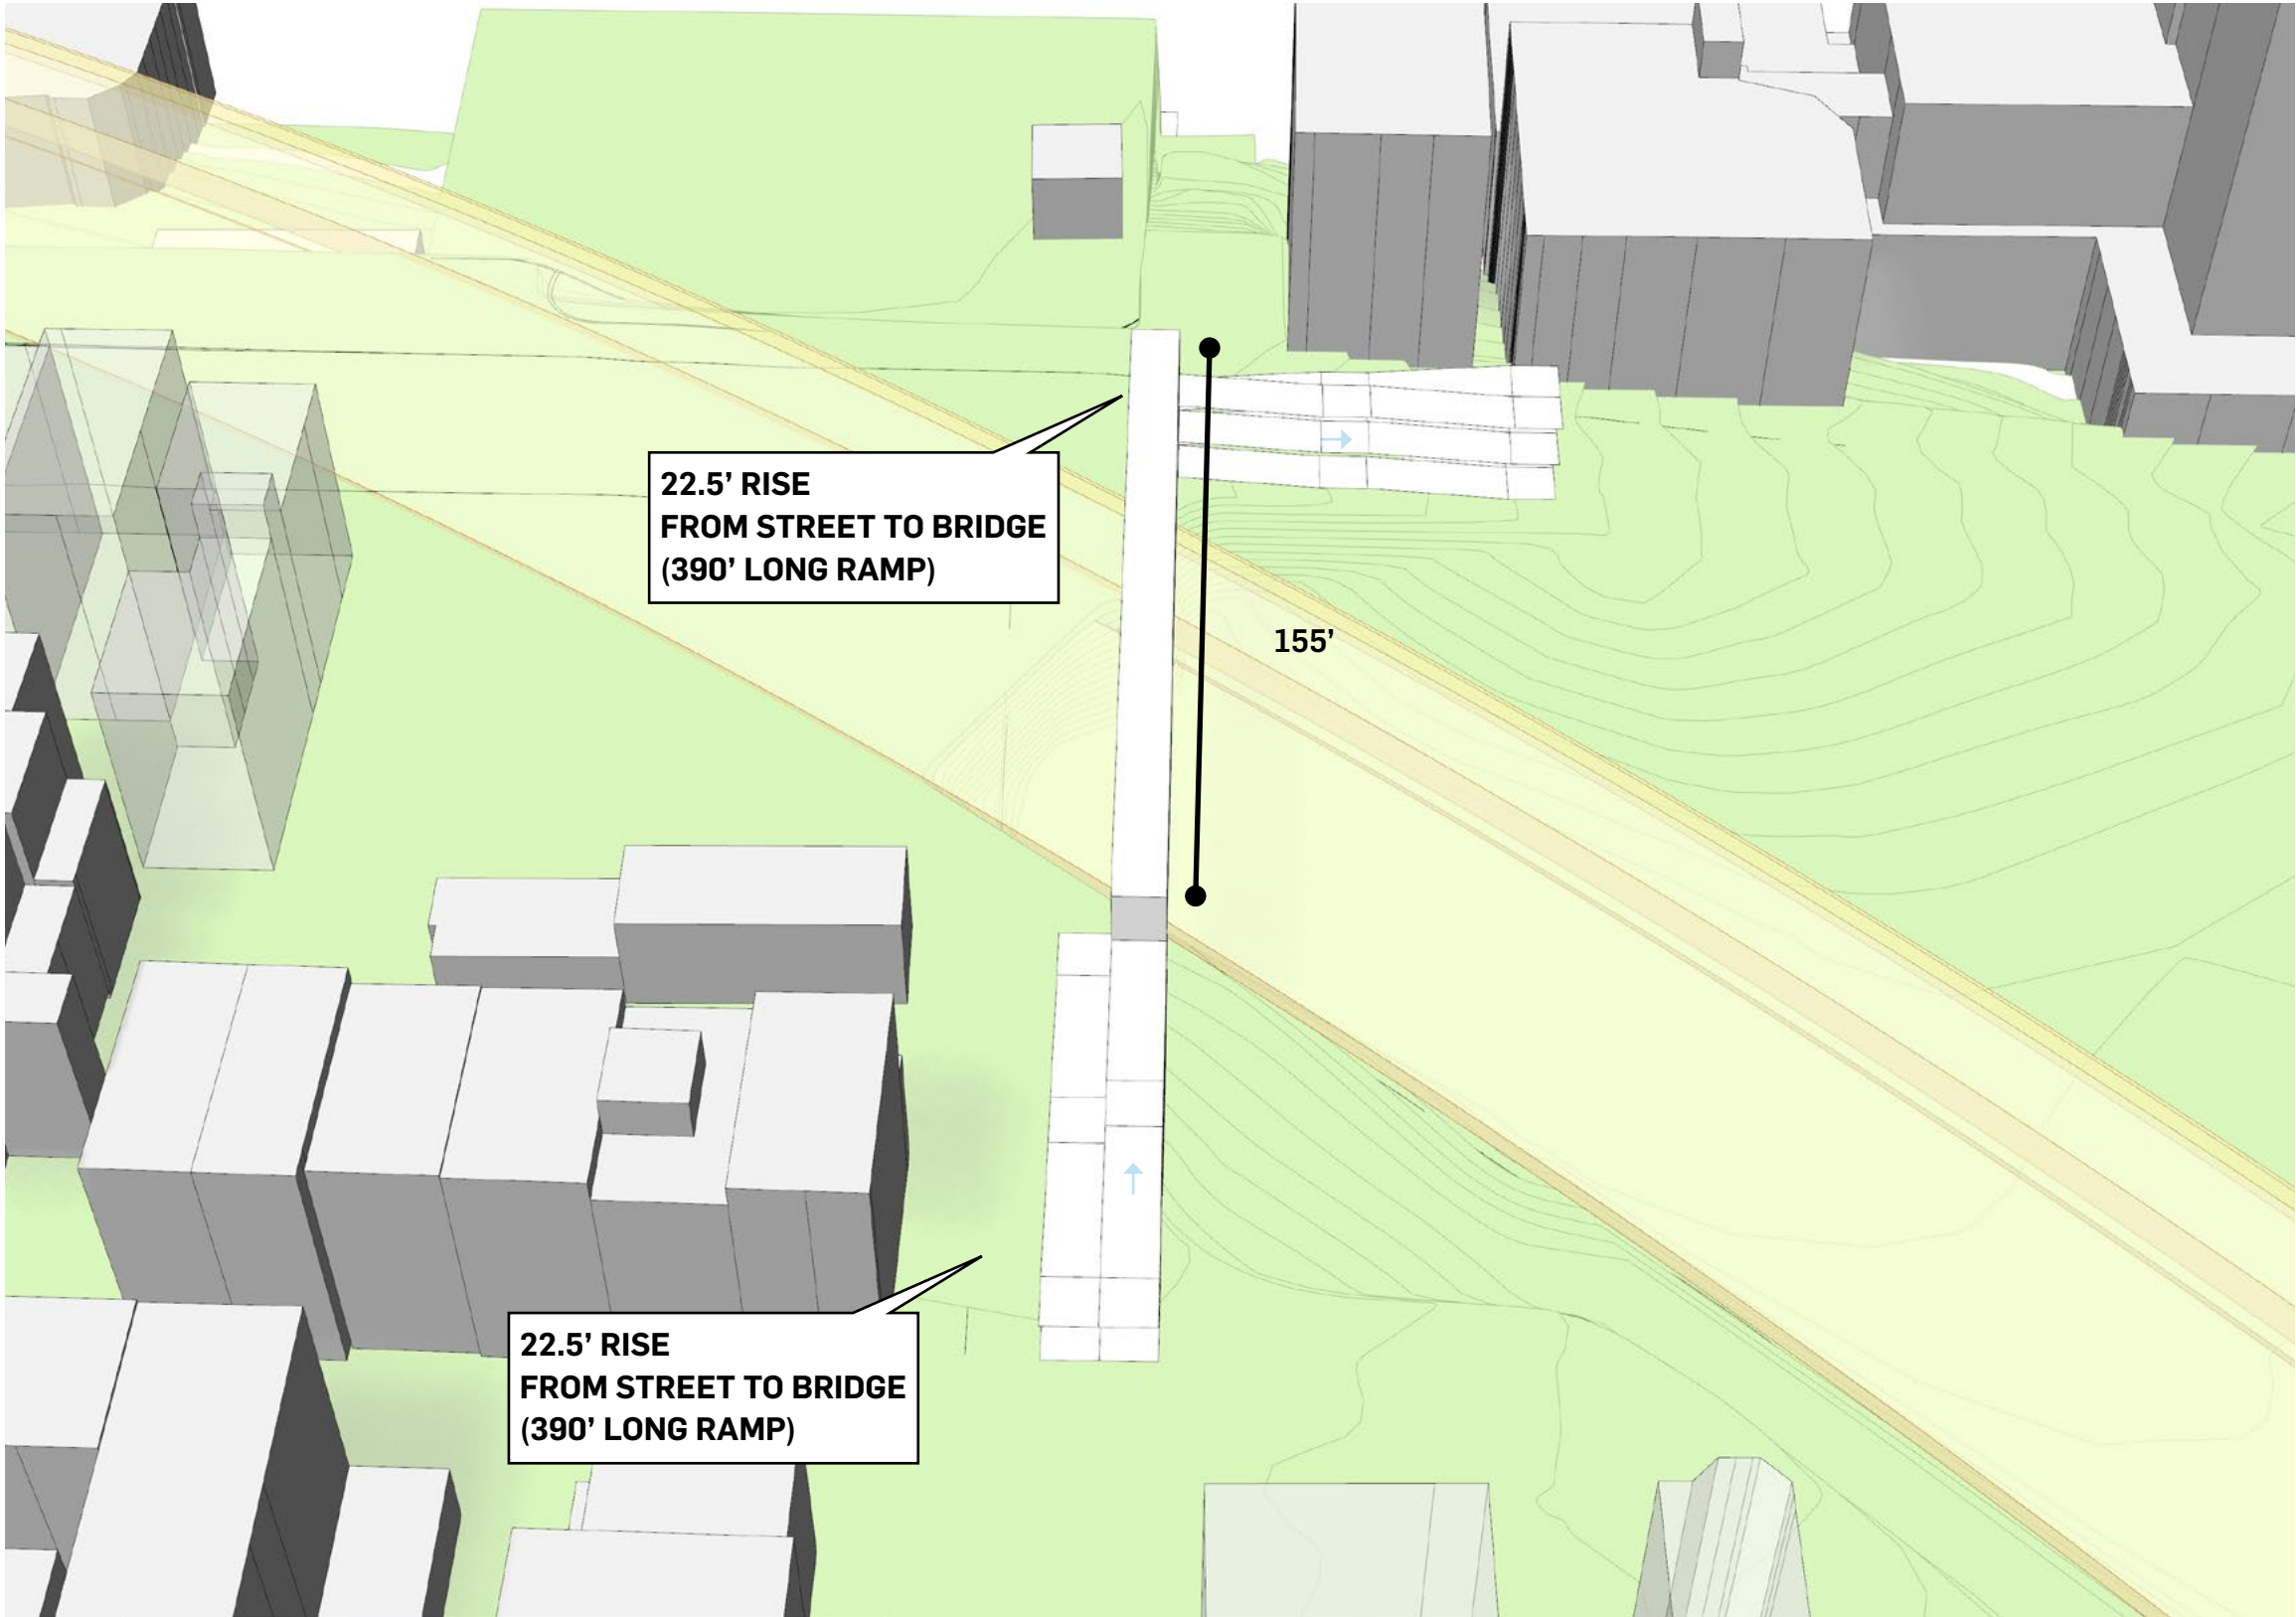 22.5’ RISE
FROM STREET TO BRIDGE
(390’ LONG RAMP)
155’
22.5’ RISE
FROM STREET TO BRIDGE
(390’ LONG RAMP)